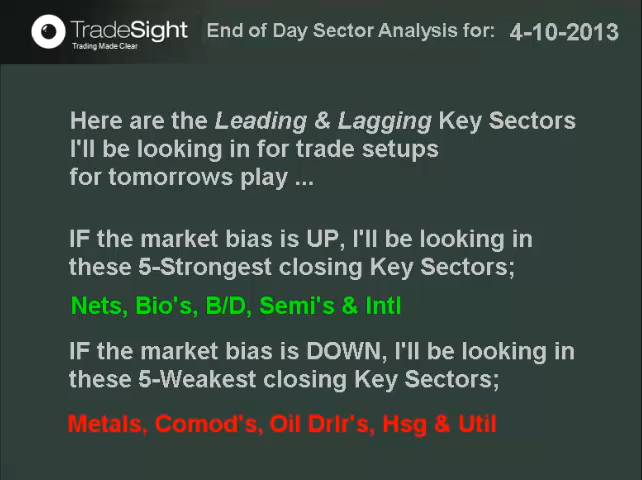 TradeSight
Trading Made Clear
End of Day Sector Analysis for: 4-10-2013
Here are the Leading & Lagging Key Sectors
I'll be looking in for trade setups
for tomorrows play ...
IF the market bias is UP, I'll be looking in
these 5-Strongest closing Key Sectors;
Nets, Bio's, B/D, Semi's & Intl
IF the market bias is DOWN, I'll be looking in
these 5-Weakest closing Key Sectors;
Metals, Comod's, Oil Drlr's, Hsg & Util